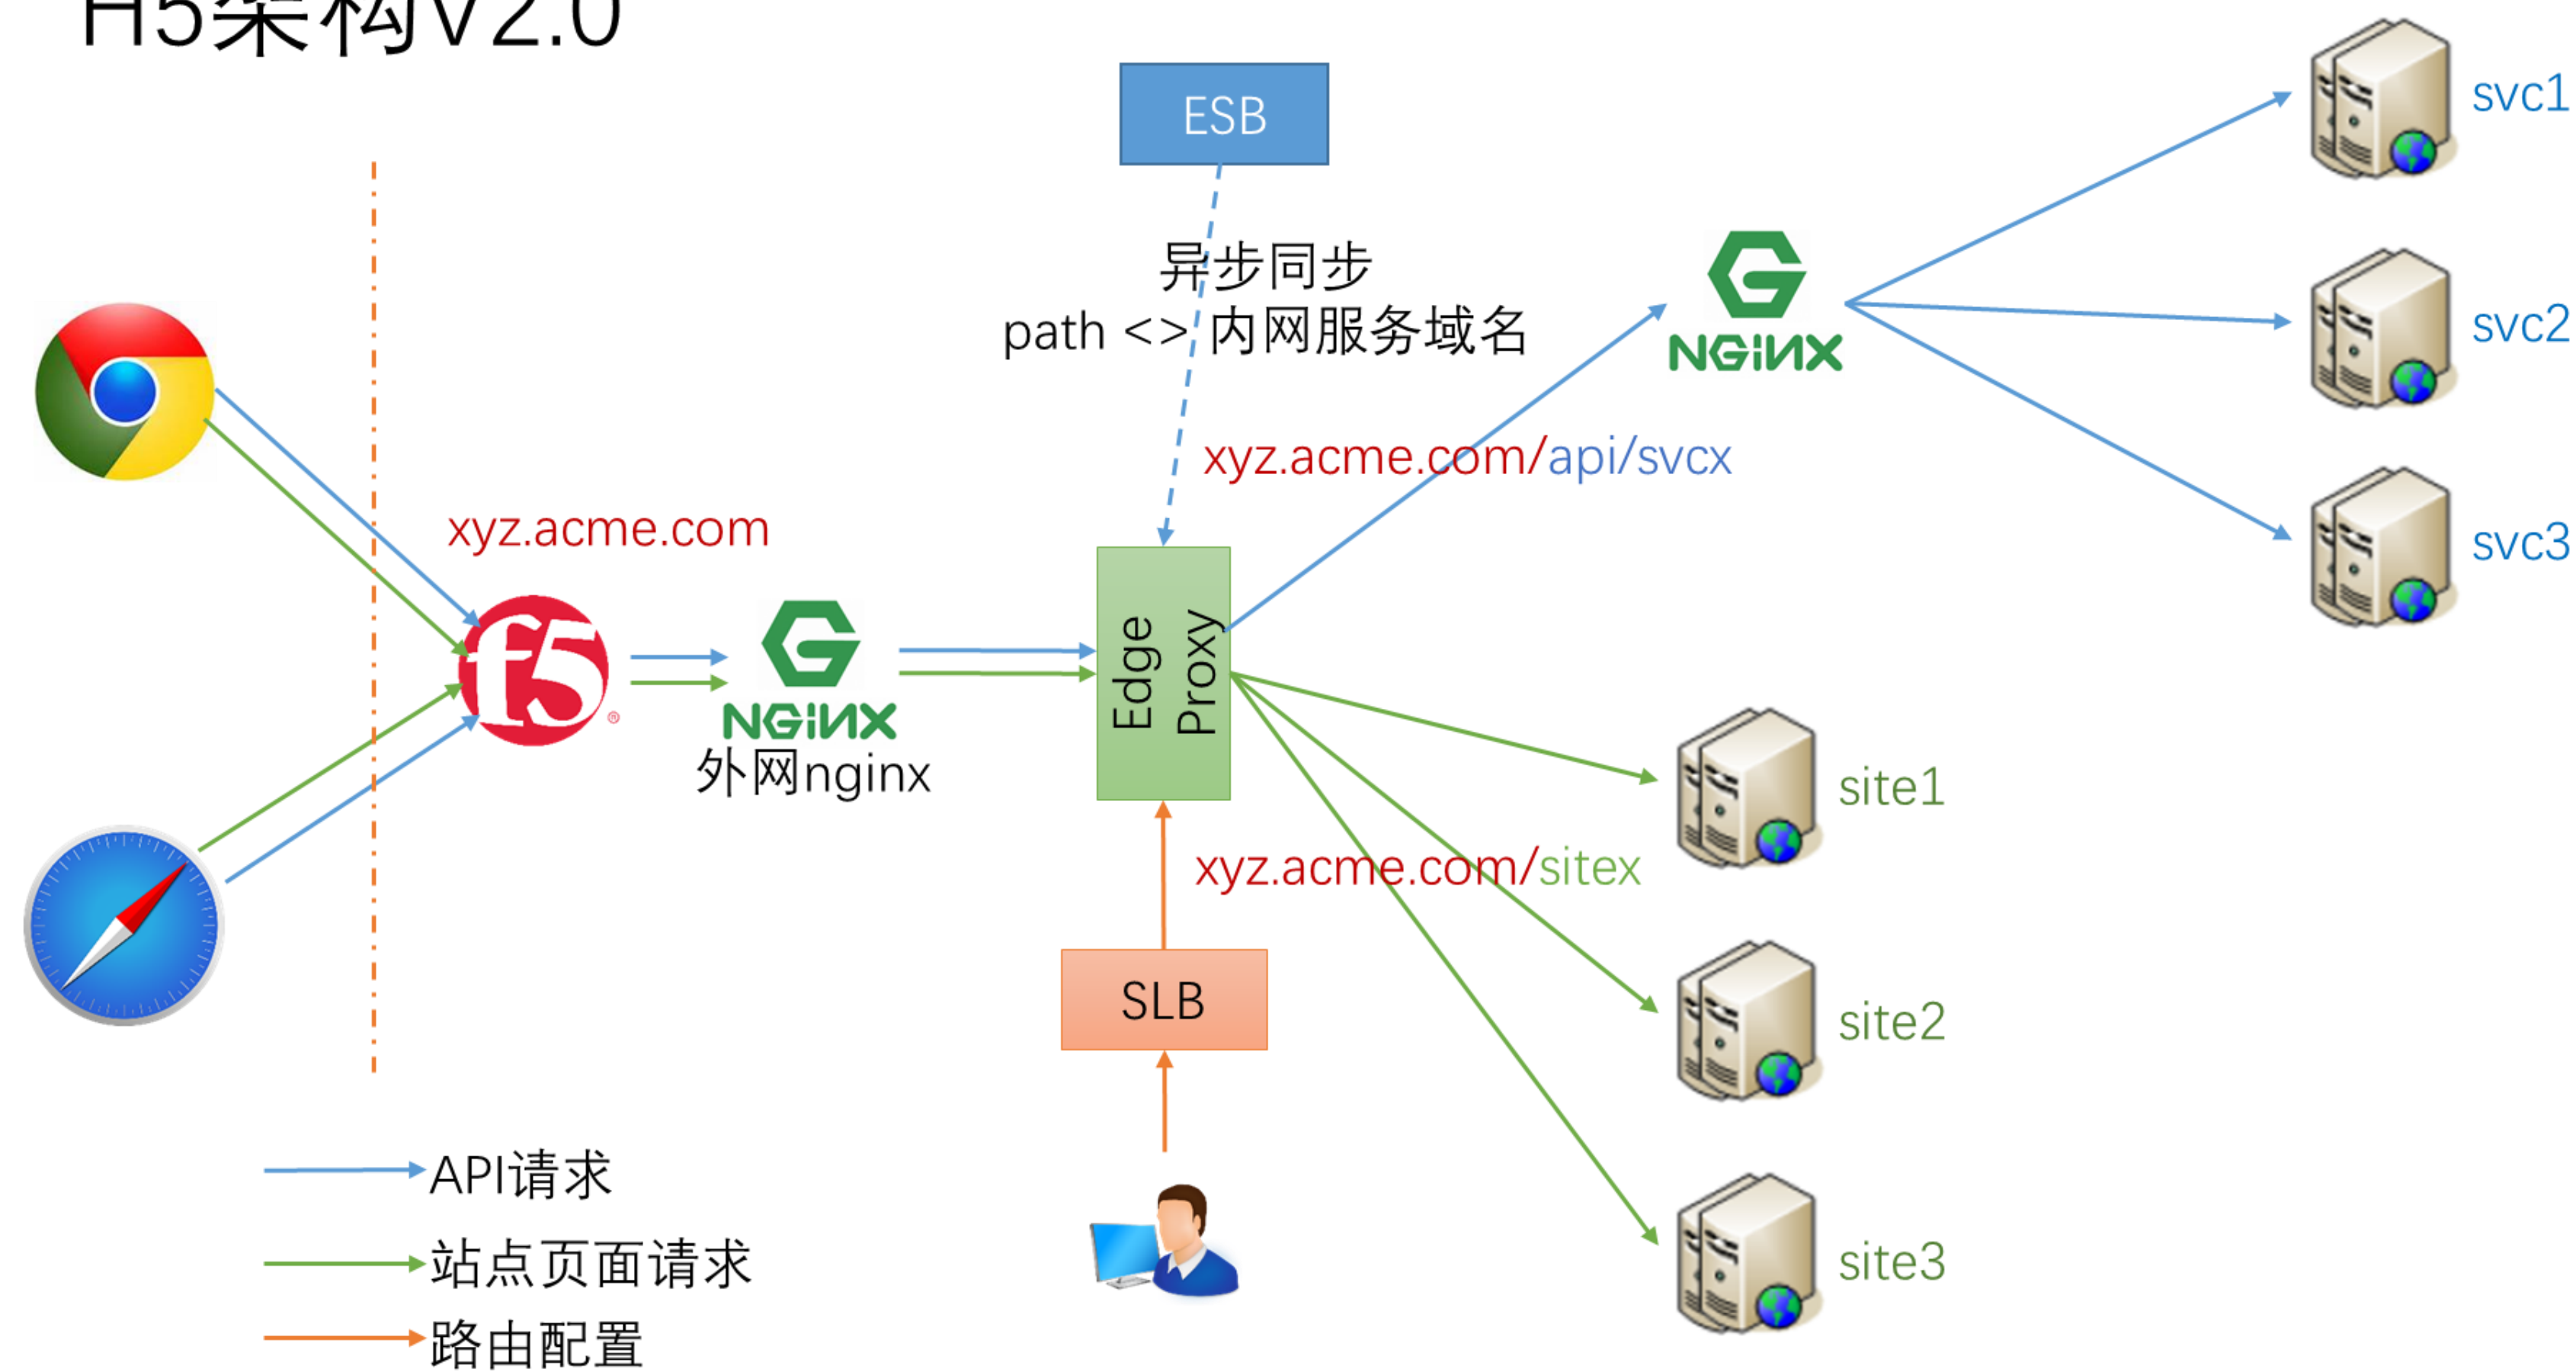 H5架构V2.0
ESB
异步同步
path <> 内网服务域名
NGINX
svc1
svc2
svc3
xyz.acme.com/api/svcx
xyz.acme.com
f5
®
NGINX
外网nginx
Edge
Proxy
site1
xyz.acme.com/sitex
SLB
site2
site3
API请求
站点页面请求
路由配置